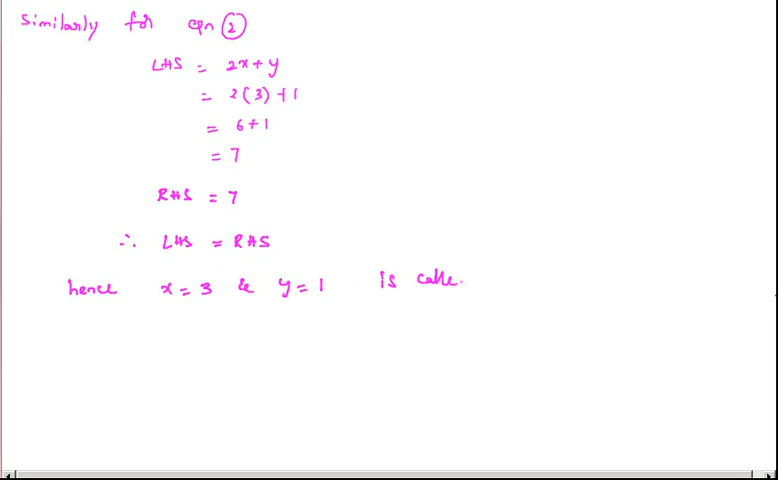 Similarly for eqn ②
LHS = 2x + y
= 2(3) + 1
= 6 + 1
= 7
RHS = 7
∴ LHS = RHS
hence x = 3 & y = 1 is calle